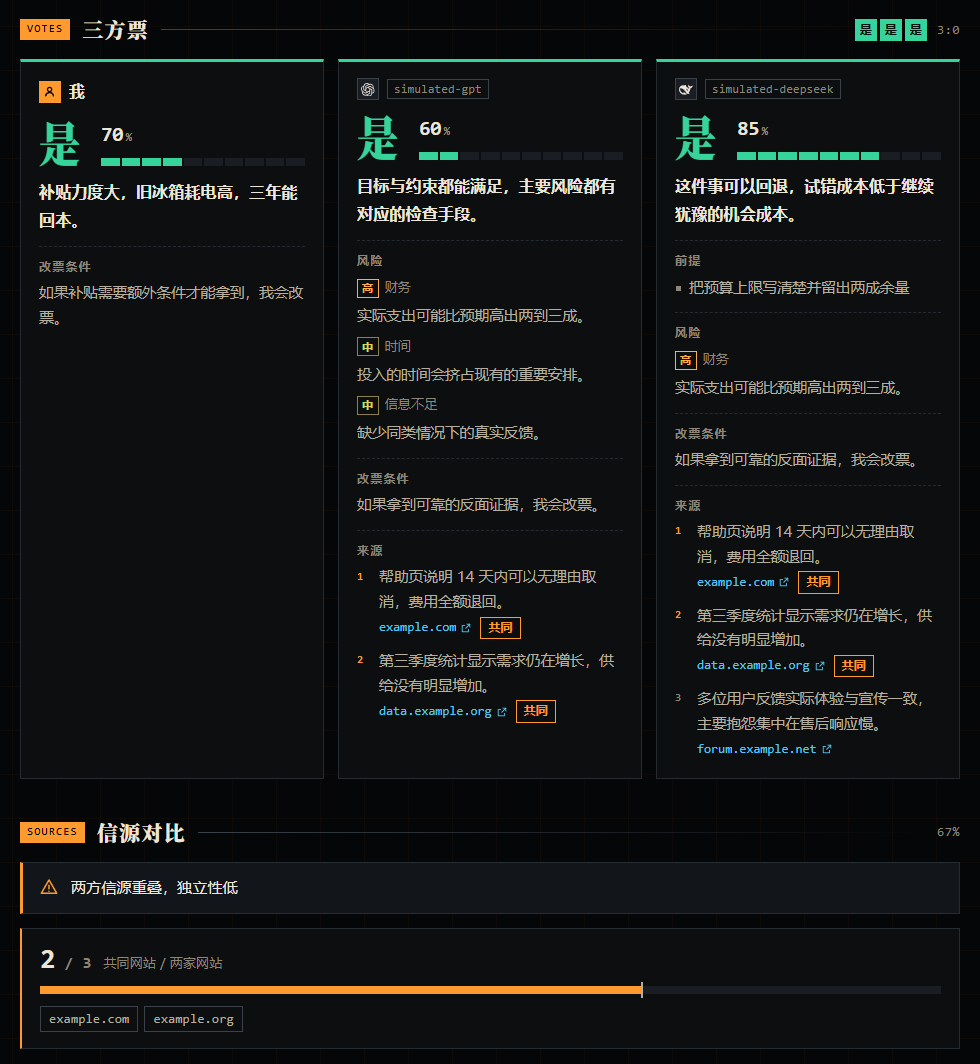 VOTES 三方票 是 是 是 3:0
我
是 70%
补贴力度大，旧冰箱耗电高，三年能
回本。
改票条件
如果补贴需要额外条件才能拿到，我会改
票。
simulated-gpt
是 60%
目标与约束都能满足，主要风险都有
对应的检查手段。
风险
高 财务
实际支出可能比预期高出两到三成。
中 时间
投入的时间会挤占现有的重要安排。
中 信息不足
缺少同类情况下的真实反馈。
改票条件
如果拿到可靠的反面证据，我会改票。
来源
1 帮助页说明 14 天内可以无理由取
消，费用全额退回。
example.com 共同
2 第三季度统计显示需求仍在增长，供
给没有明显增加。
data.example.org 共同
simulated-deepseek
是 85%
这件事可以回退，试错成本低于继续
犹豫的机会成本。
前提
把预算上限写清楚并留出两成余量
风险
高 财务
实际支出可能比预期高出两到三成。
改票条件
如果拿到可靠的反面证据，我会改票。
来源
1 帮助页说明 14 天内可以无理由取
消，费用全额退回。
example.com 共同
2 第三季度统计显示需求仍在增长，供
给没有明显增加。
data.example.org 共同
3 多位用户反馈实际体验与宣传一致，
主要抱怨集中在售后响应慢。
forum.example.net
SOURCES 信源对比 67%
两方信源重叠，独立性低
2 / 3 共同网站 / 两家网站
example.com example.org